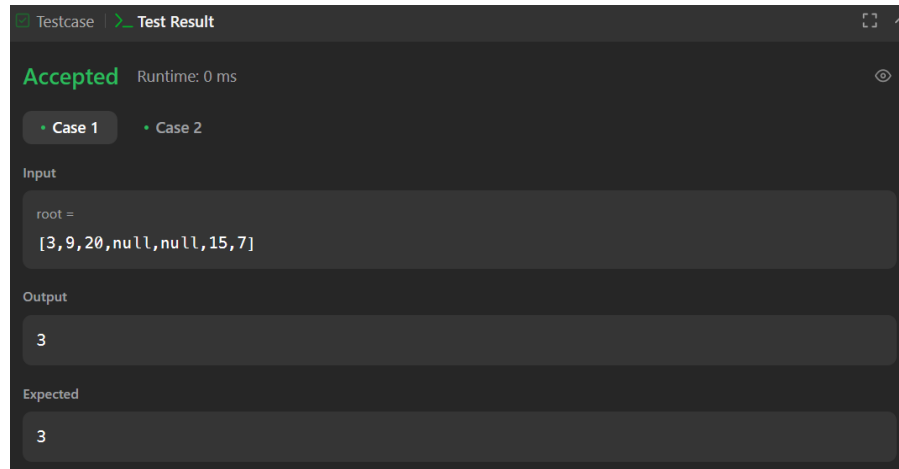 Testcase | >_ Test Result
Accepted Runtime: 0 ms
• Case 1 • Case 2
Input
root =
[3,9,20,null,null,15,7]
Output
3
Expected
3